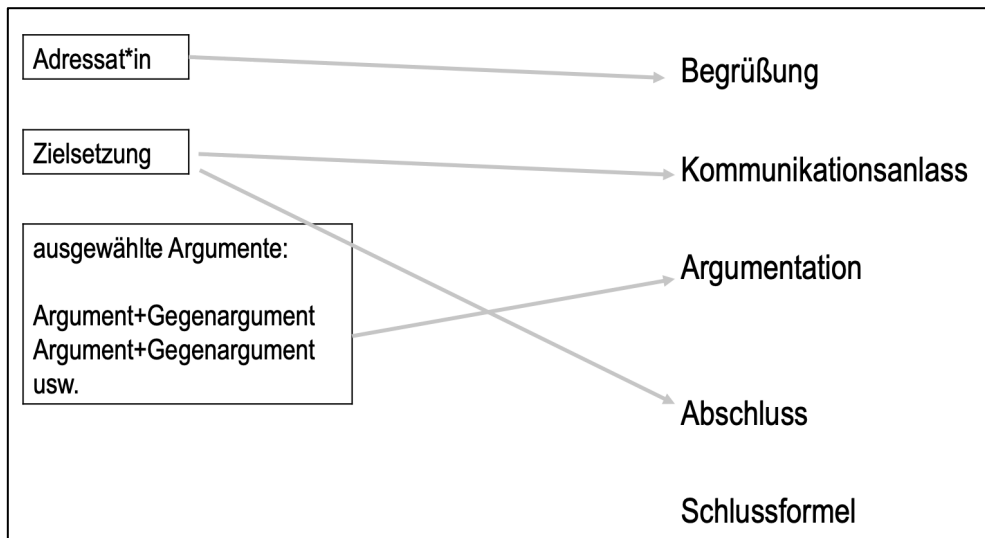 Adressat*in
Begrüßung
Zielsetzung
Kommunikationsanlass
ausgewählte Argumente:
Argument+Gegenargument
Argument+Gegenargument
usw.
Argumentation
Abschluss
Schlussformel